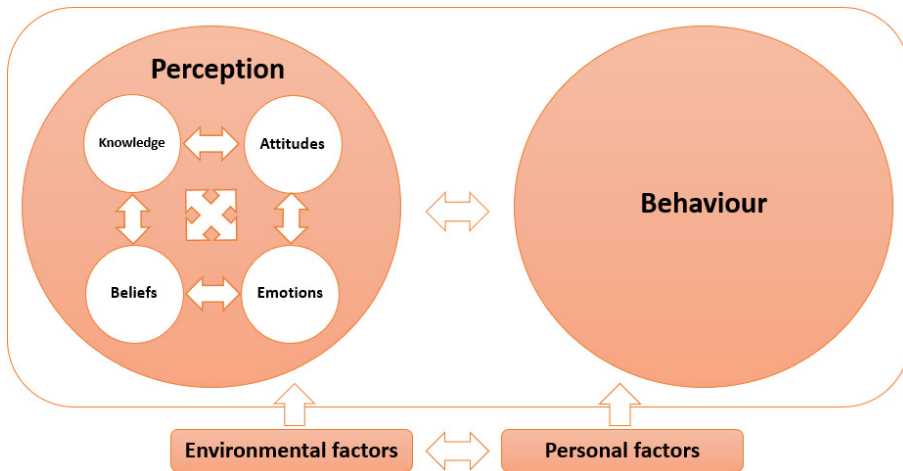 Perception
Knowledge
Attitudes
Beliefs
Emotions
Behaviour
Environmental factors
Personal factors